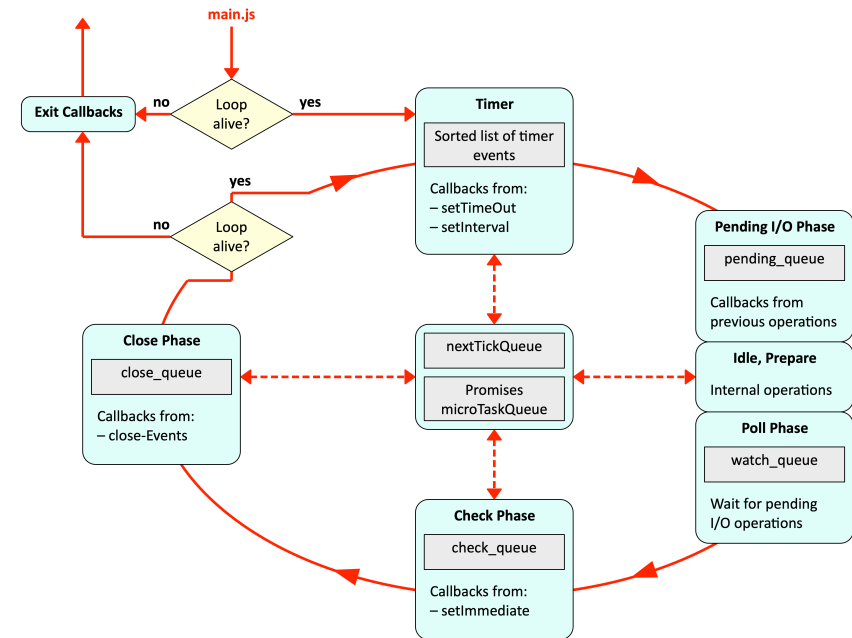 main.js
no
Loop
alive?
yes
Exit Callbacks
Timer
Sorted list of timer
events
Callbacks from:
– setTimeOut
– setInterval
yes
no
Loop
alive?
Pending I/O Phase
pending_queue
Callbacks from
previous operations
Close Phase
close_queue
Callbacks from:
– close-Events
nextTickQueue
Promises
microTaskQueue
Idle, Prepare
Internal operations
Poll Phase
watch_queue
Wait for pending
I/O operations
Check Phase
check_queue
Callbacks from:
– setImmediate